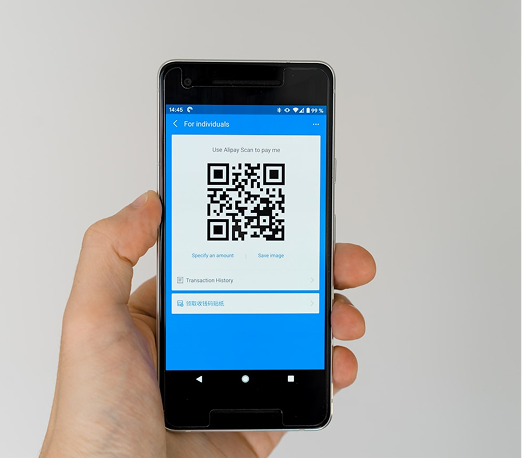 14:45 99 %
For individuals
Use Alipay Scan to pay me
Specify an amount Save image
Transaction History
领取收钱码贴纸